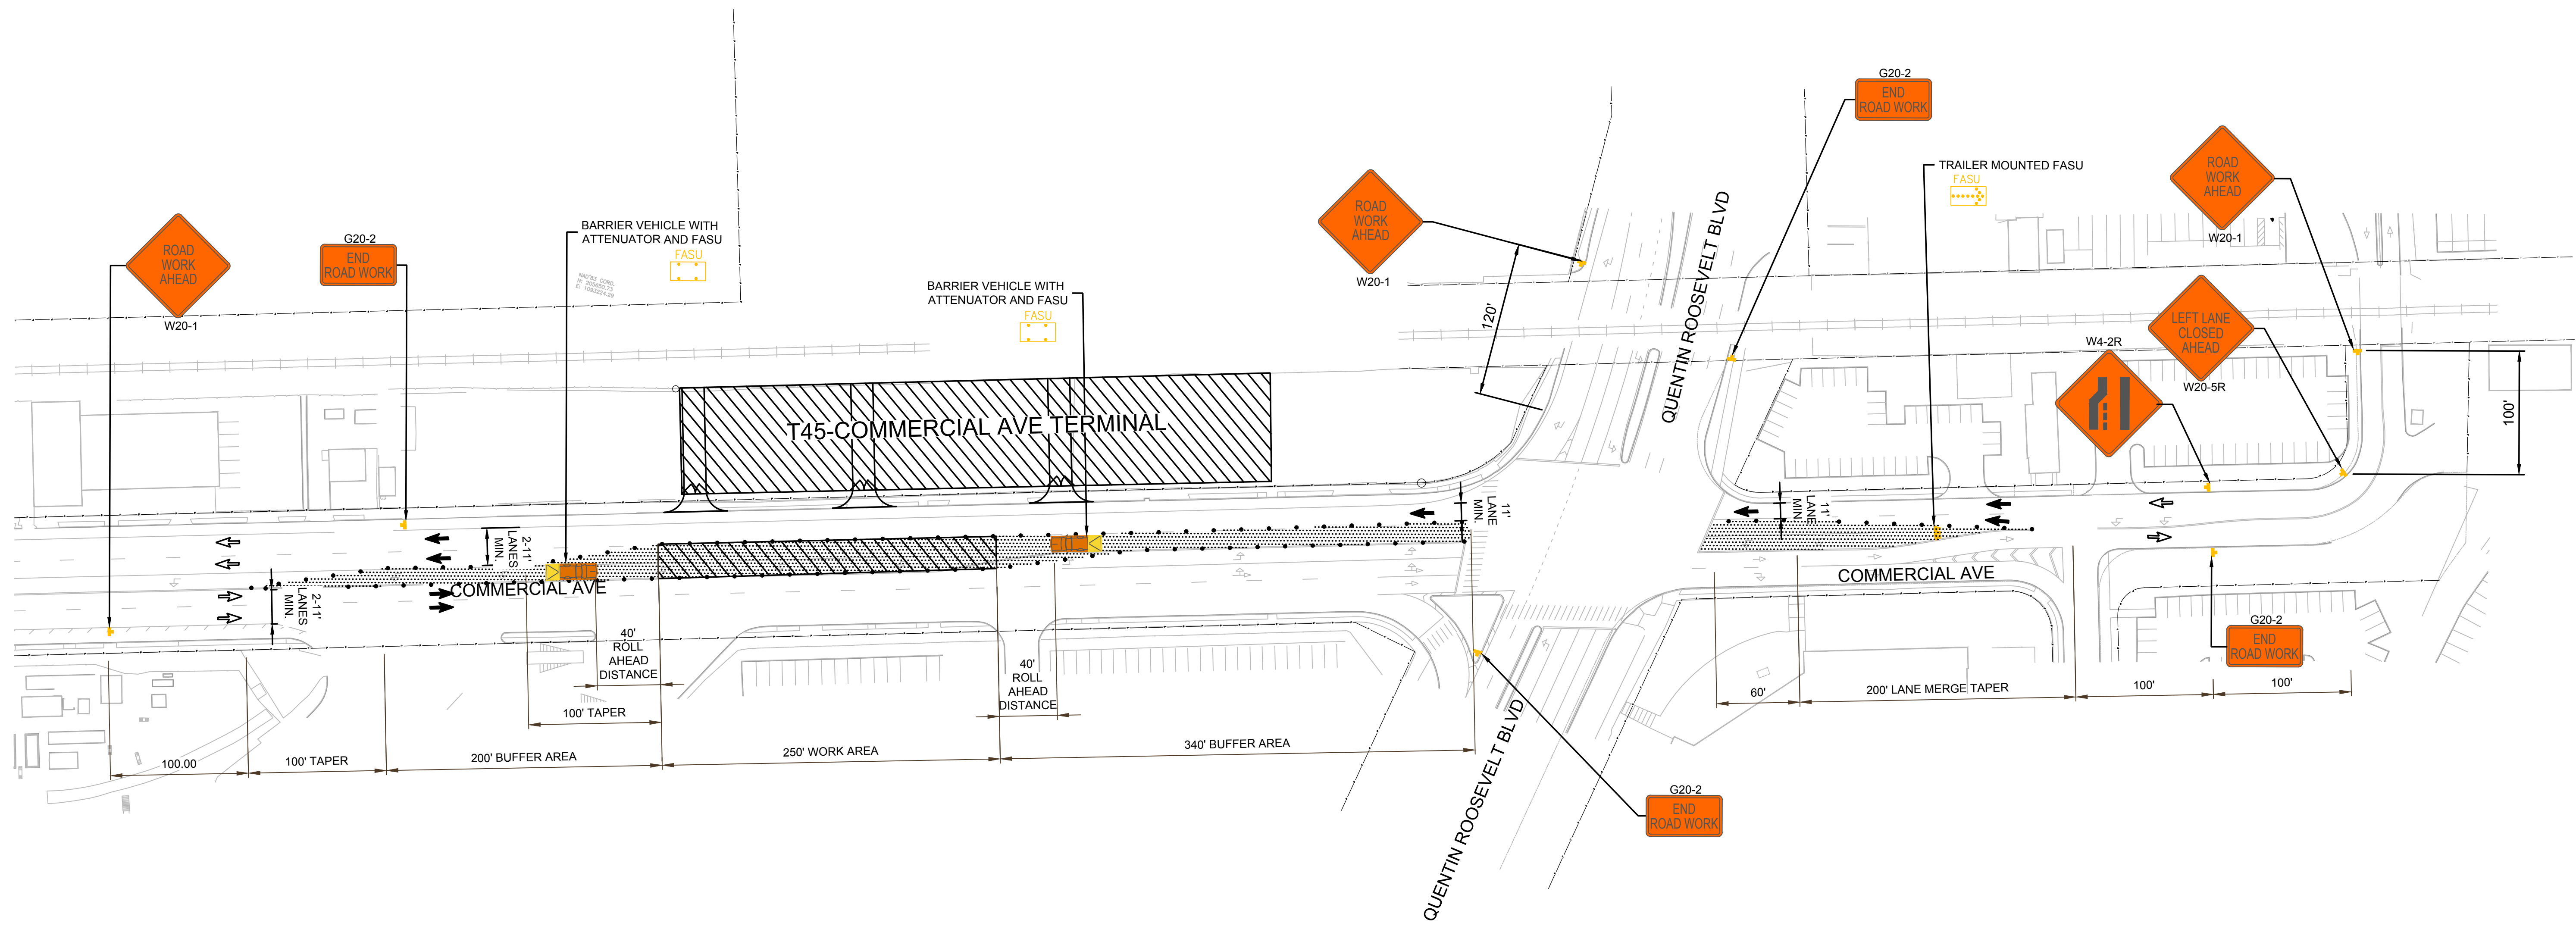 G20-2
END
ROAD WORK
TRAILER MOUNTED FASU
FASU
ROAD
WORK
AHEAD
W20-1
ROAD
WORK
AHEAD
W20-1
120'
QUENTIN ROOSEVELT BLVD
ROAD
WORK
AHEAD
W20-1
G20-2
END
ROAD WORK
BARRIER VEHICLE WITH
ATTENUATOR AND FASU
FASU
BARRIER VEHICLE WITH
ATTENUATOR AND FASU
FASU
LEFT LANE
CLOSED
AHEAD
W20-5R
W4-2R
100'
T45-COMMERCIAL AVE TERMINAL
11'
LANE
MIN.
11'
LANE
MIN.
2-11'
LANES
MIN.
2-11'
LANES
MIN.
COMMERCIAL AVE
COMMERCIAL AVE
40'
ROLL
AHEAD
DISTANCE
40'
ROLL
AHEAD
DISTANCE
G20-2
END
ROAD WORK
60'
200' LANE MERGE TAPER
100'
100'
100' TAPER
100.00
100' TAPER
200' BUFFER AREA
250' WORK AREA
340' BUFFER AREA
QUENTIN ROOSEVELT BLVD
G20-2
END
ROAD WORK